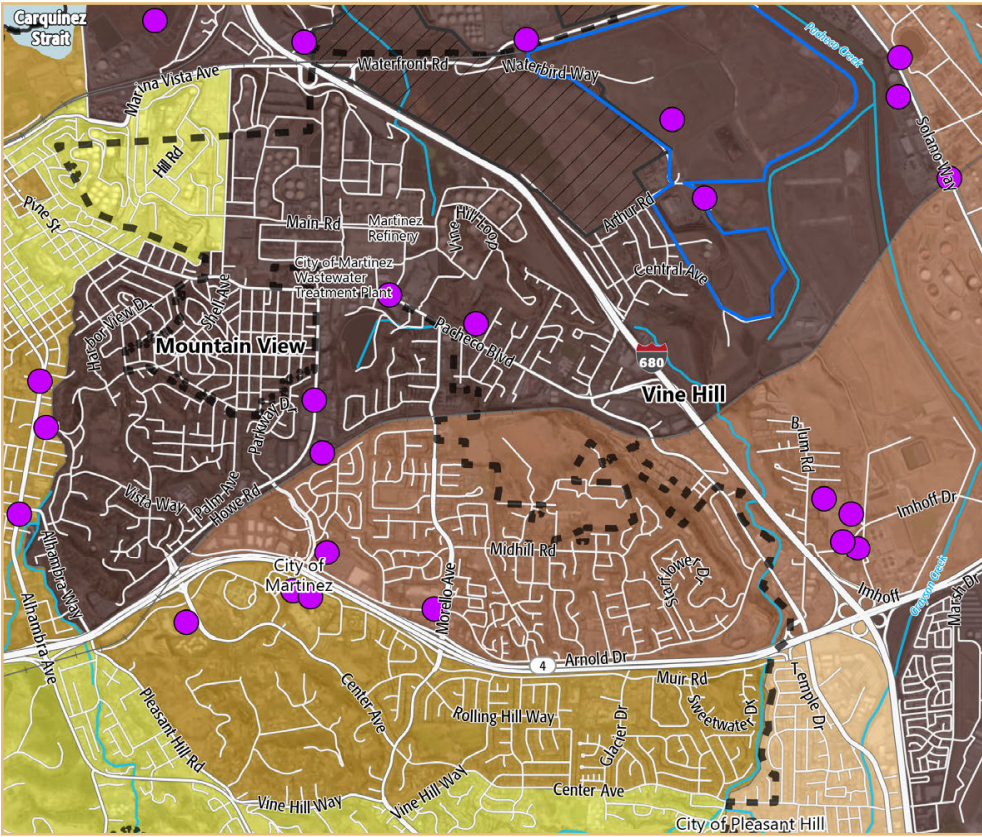 Carquinez
Strait
Marina Vista Ave
Waterfront Rd
Waterbird Way
Pacheco Creek
Solano Way
Hill Rd
Pine St
Main Rd
Martinez
Refinery
Vine
Hill Loop
Arthur Rd
Central Ave
City of Martinez
Wastewater
Treatment Plant
Shell Ave
Harbor View Dr
Mountain View
Pacheco Blvd
680
Vine Hill
Parkway Dr
Blum Rd
Vista Way
Palm Ave
Howe Rd
Imhoff Dr
Midhill Rd
Starflower Dr
City of
Martinez
Morello Ave
Imhoff
Grayson Creek
Marsh Dr
Alhambra Way
Alhambra Ave
4
Arnold Dr
Muir Rd
Temple Dr
Pleasant Hill Rd
Center Ave
Rolling Hill Way
Glacier Dr
Sweetwater Dr
Center Ave
Vine Hill Way
Vine Hill Way
City of Pleasant Hill